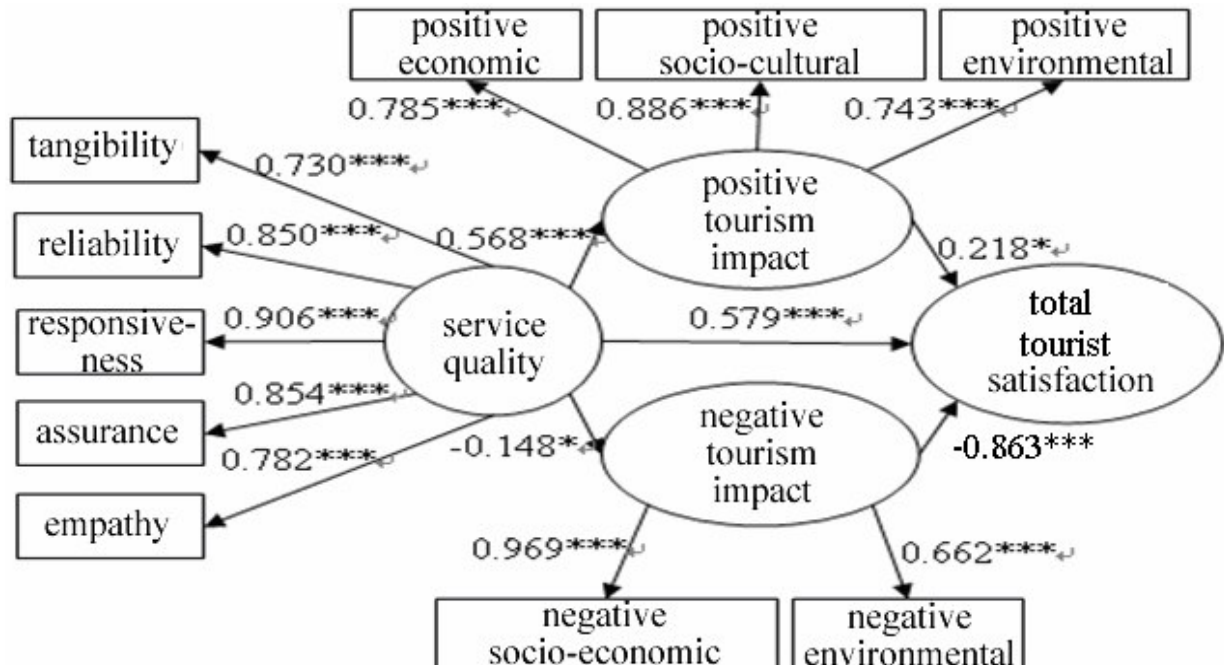 positive
economic
positive
socio-cultural
positive
environmental
0.785***↵
0.886***↵
0.743***↵
tangibility
0.730***↵
positive
tourism
impact
reliability
0.850***↵
0.568***↵
0.218*↵
responsive-
ness
0.906***↵
service
quality
0.579***↵
total
tourist
satisfaction
assurance
0.854***↵
-0.148*↵
negative
tourism
impact
-0.863***
empathy
0.782***↵
0.969***↵
0.662***↵
negative
socio-economic
negative
environmental